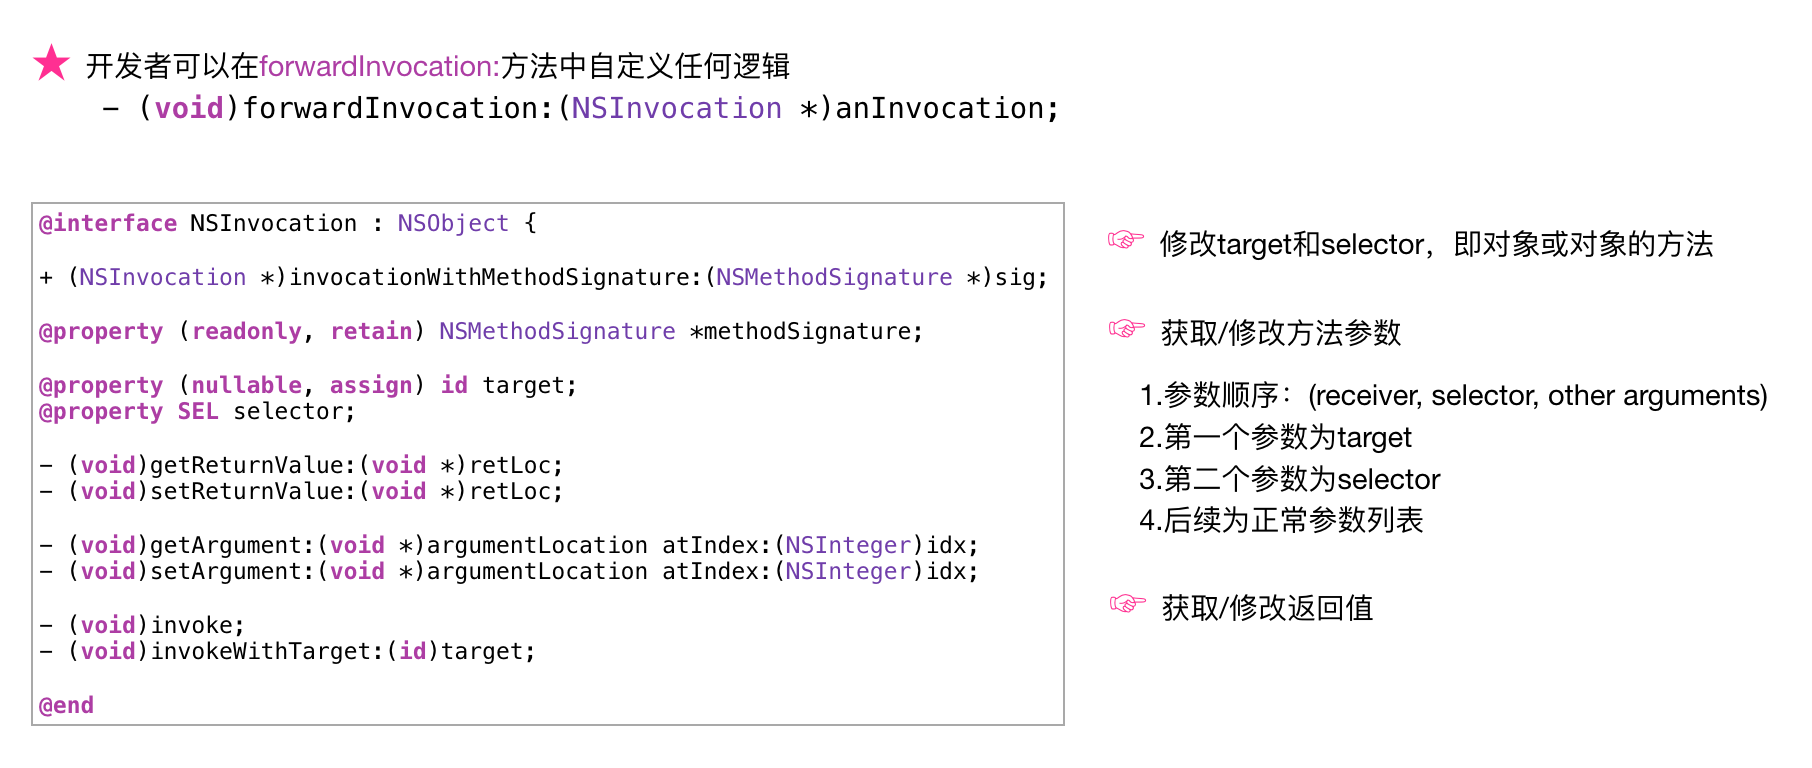 ★ 开发者可以在forwardInvocation:方法中自定义任何逻辑
- (void)forwardInvocation:(NSInvocation *)anInvocation;
@interface NSInvocation : NSObject {
+ (NSInvocation *)invocationWithMethodSignature:(NSMethodSignature *)sig;
@property (readonly, retain) NSMethodSignature *methodSignature;
@property (nullable, assign) id target;
@property SEL selector;
- (void)getReturnValue:(void *)retLoc;
- (void)setReturnValue:(void *)retLoc;
- (void)getArgument:(void *)argumentLocation atIndex:(NSInteger)idx;
- (void)setArgument:(void *)argumentLocation atIndex:(NSInteger)idx;
- (void)invoke;
- (void)invokeWithTarget:(id)target;
@end
☞ 修改target和selector，即对象或对象的方法
☞ 获取/修改方法参数
1.参数顺序：(receiver, selector, other arguments)
2.第一个参数为target
3.第二个参数为selector
4.后续为正常参数列表
☞ 获取/修改返回值